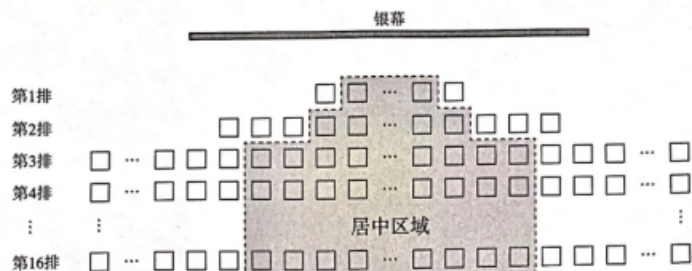 银幕
第1排
…
第2排
…
第3排
… … …
第4排
… … …
⋮ ⋮ 居中区域 ⋮
第16排
… … …